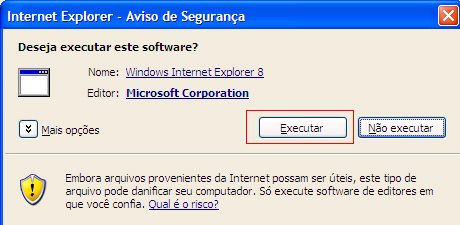 Internet Explorer - Aviso de Segurança
Deseja executar este software?
Nome: Windows Internet Explorer 8
Editor: Microsoft Corporation
Mais opções
Executar
Não executar
Embora arquivos provenientes da Internet possam ser úteis, este tipo de
arquivo pode danificar seu computador. Só execute software de editores em
que você confia. Qual é o risco?